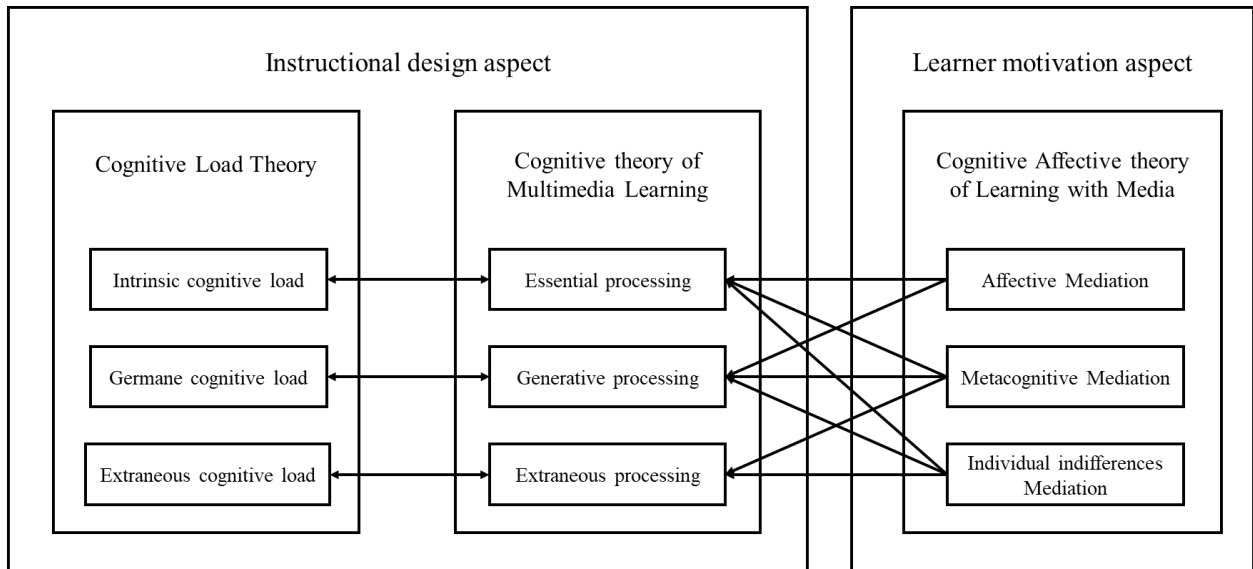 Instructional design aspect
Cognitive Load Theory
Intrinsic cognitive load
Germane cognitive load
Extraneous cognitive load
Cognitive theory of
Multimedia Learning
Essential processing
Generative processing
Extraneous processing
Learner motivation aspect
Cognitive Affective theory
of Learning with Media
Affective Mediation
Metacognitive Mediation
Individual indifferences
Mediation